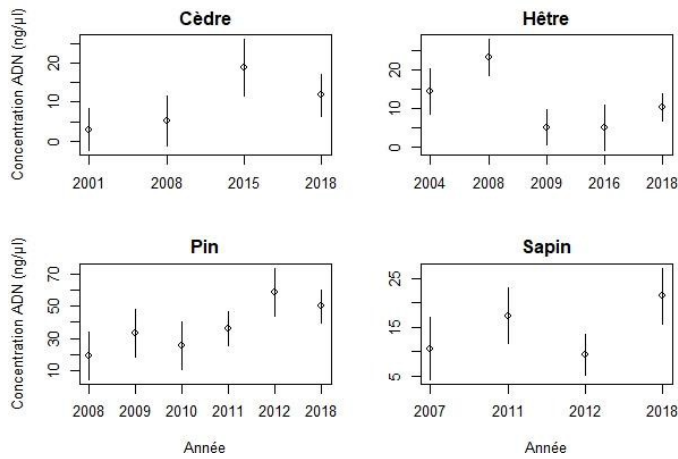 Cèdre
Concentration ADN (ng/µl)
20
10
0
2001 2008 2015 2018
Hêtre
20
10
0
2004 2008 2009 2016 2018
Pin
Concentration ADN (ng/µl)
70
50
30
10
2008 2009 2010 2011 2012 2018
Année
Sapin
25
15
5
2007 2011 2012 2018
Année